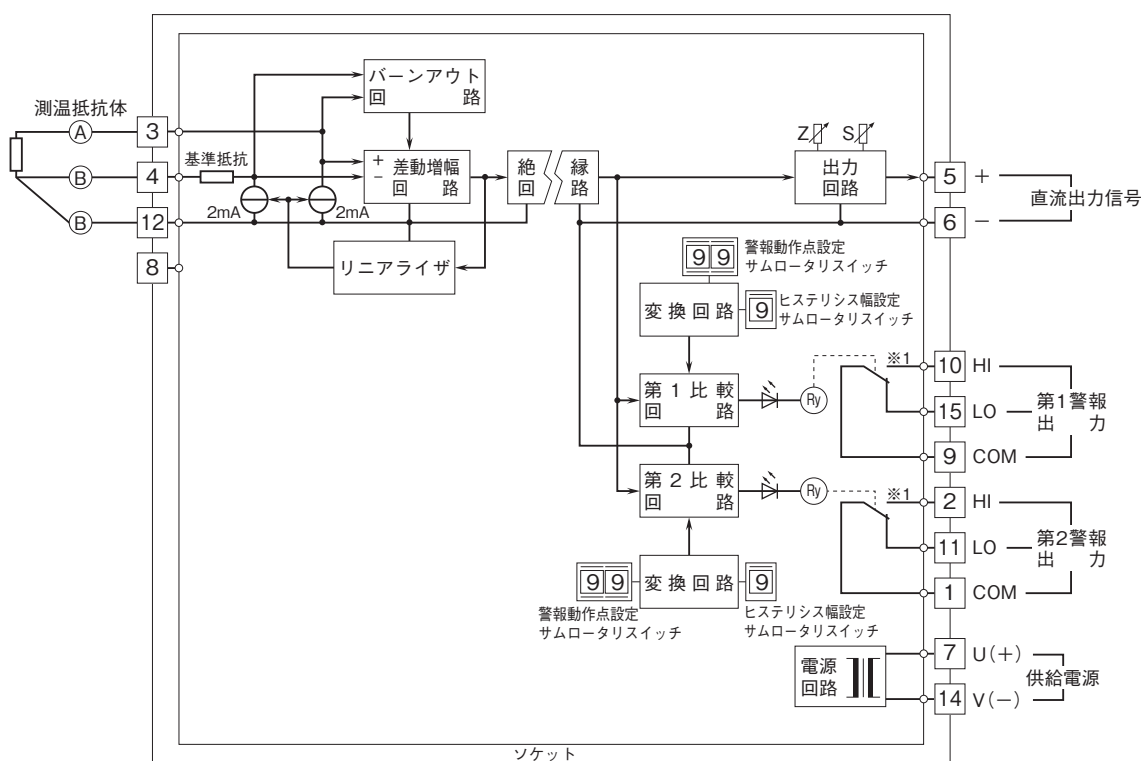 測温抵抗体
A
B
B
3
4
12
8
基準抵抗
2mA
2mA
バーンアウト
回路
+
−
差動増幅
回路
リニアライザ
絶縁
回路
Z
S
出力
回路
5 +
6 −
直流出力信号
99
警報動作点設定
サムロータリスイッチ
変換回路
9
ヒステリシス幅設定
サムロータリスイッチ
第1比較
回路
Ry
※1
10 HI
15 LO
9 COM
第1警報
出力
第2比較
回路
Ry
※1
2 HI
11 LO
1 COM
第2警報
出力
99
変換回路
9
警報動作点設定
サムロータリスイッチ
ヒステリシス幅設定
サムロータリスイッチ
電源
回路
7 U(+)
14 V(−)
供給電源
ソケット